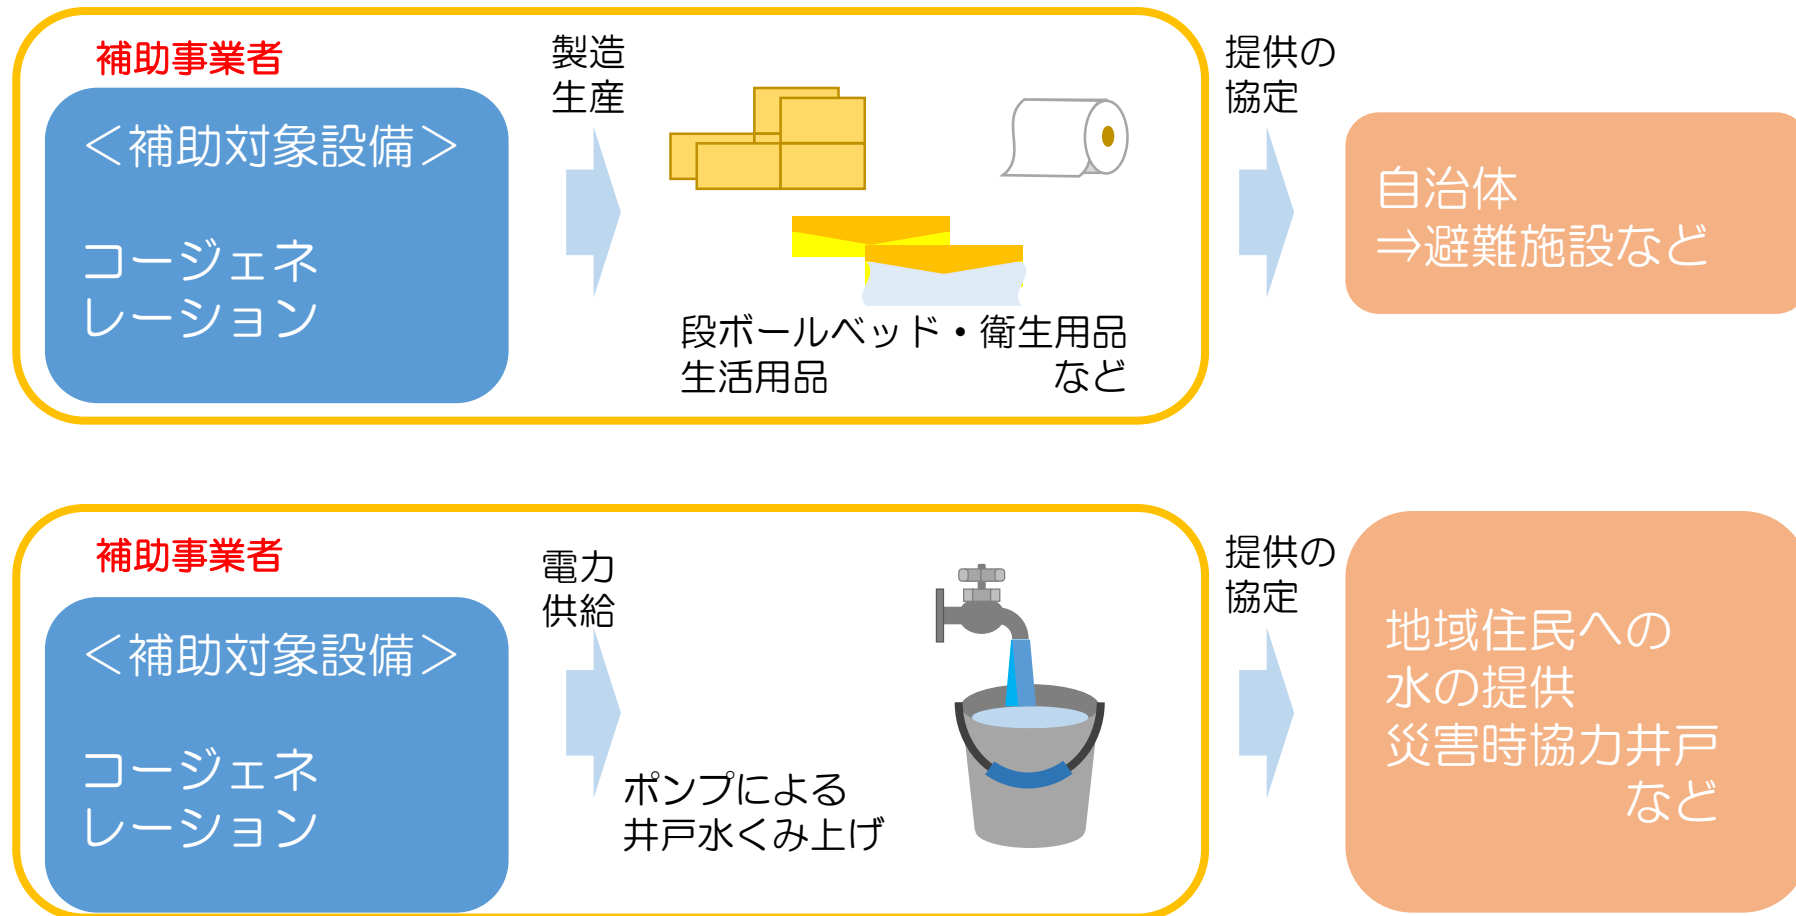 補助事業者
＜補助対象設備＞
コージェネ
レーション
製造
生産
段ボールベッド・衛生用品
生活用品　　　　　　など
提供の
協定
自治体
⇒避難施設など
補助事業者
＜補助対象設備＞
コージェネ
レーション
電力
供給
ポンプによる
井戸水くみ上げ
提供の
協定
地域住民への
水の提供
災害時協力井戸
など